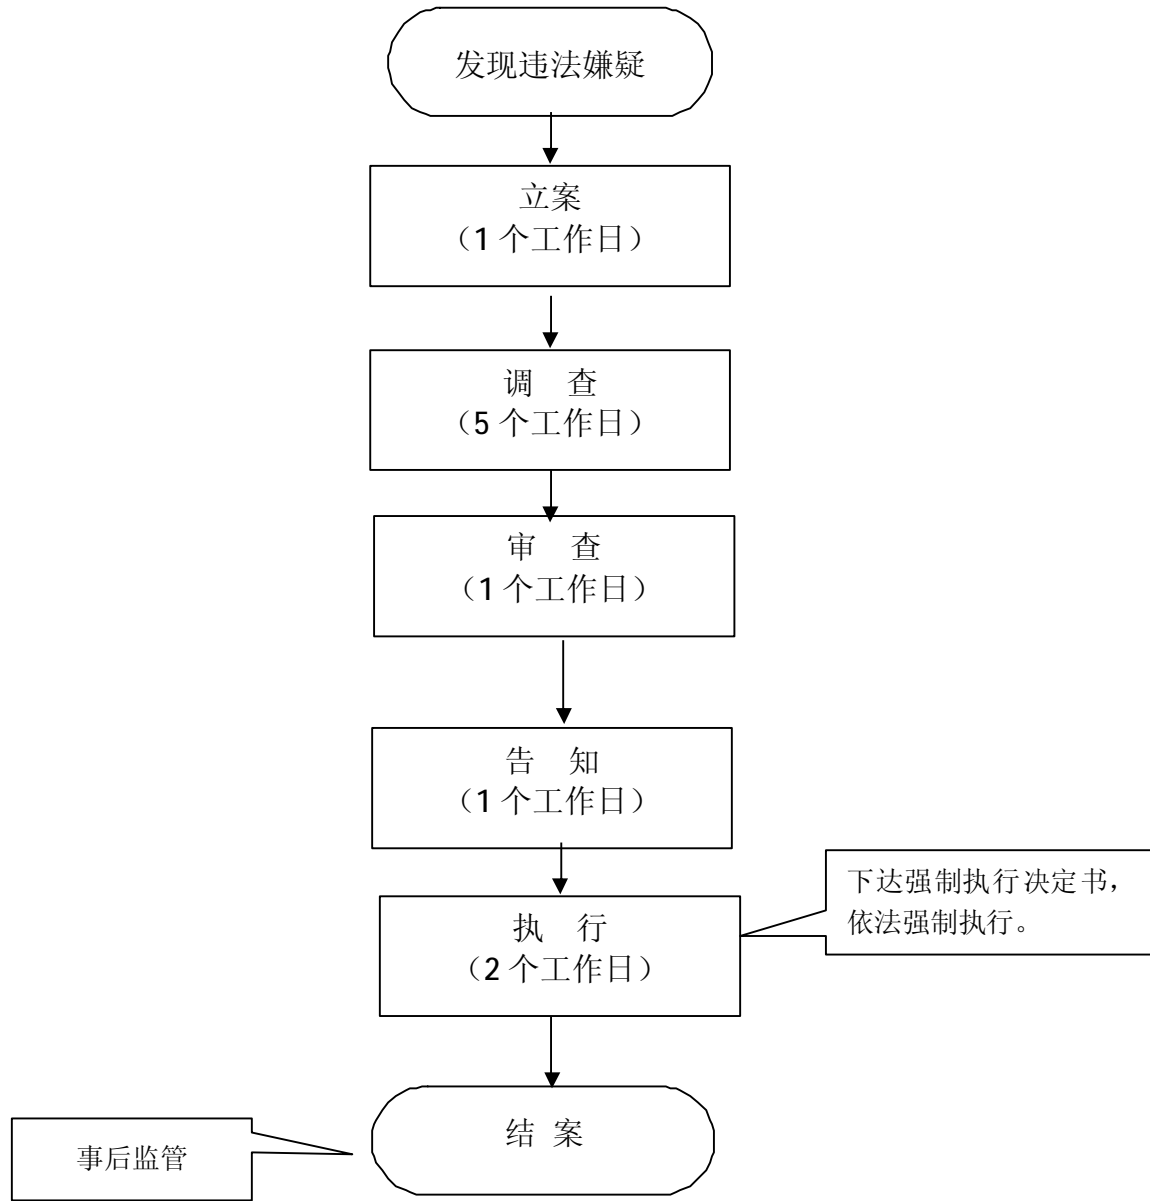 发现违法嫌疑
立案
（1 个工作日）
调　查
（5 个工作日）
审　查
（1 个工作日）
告　知
（1 个工作日）
执　行
（2 个工作日）
下达强制执行决定书，
依法强制执行。
结 案
事后监管